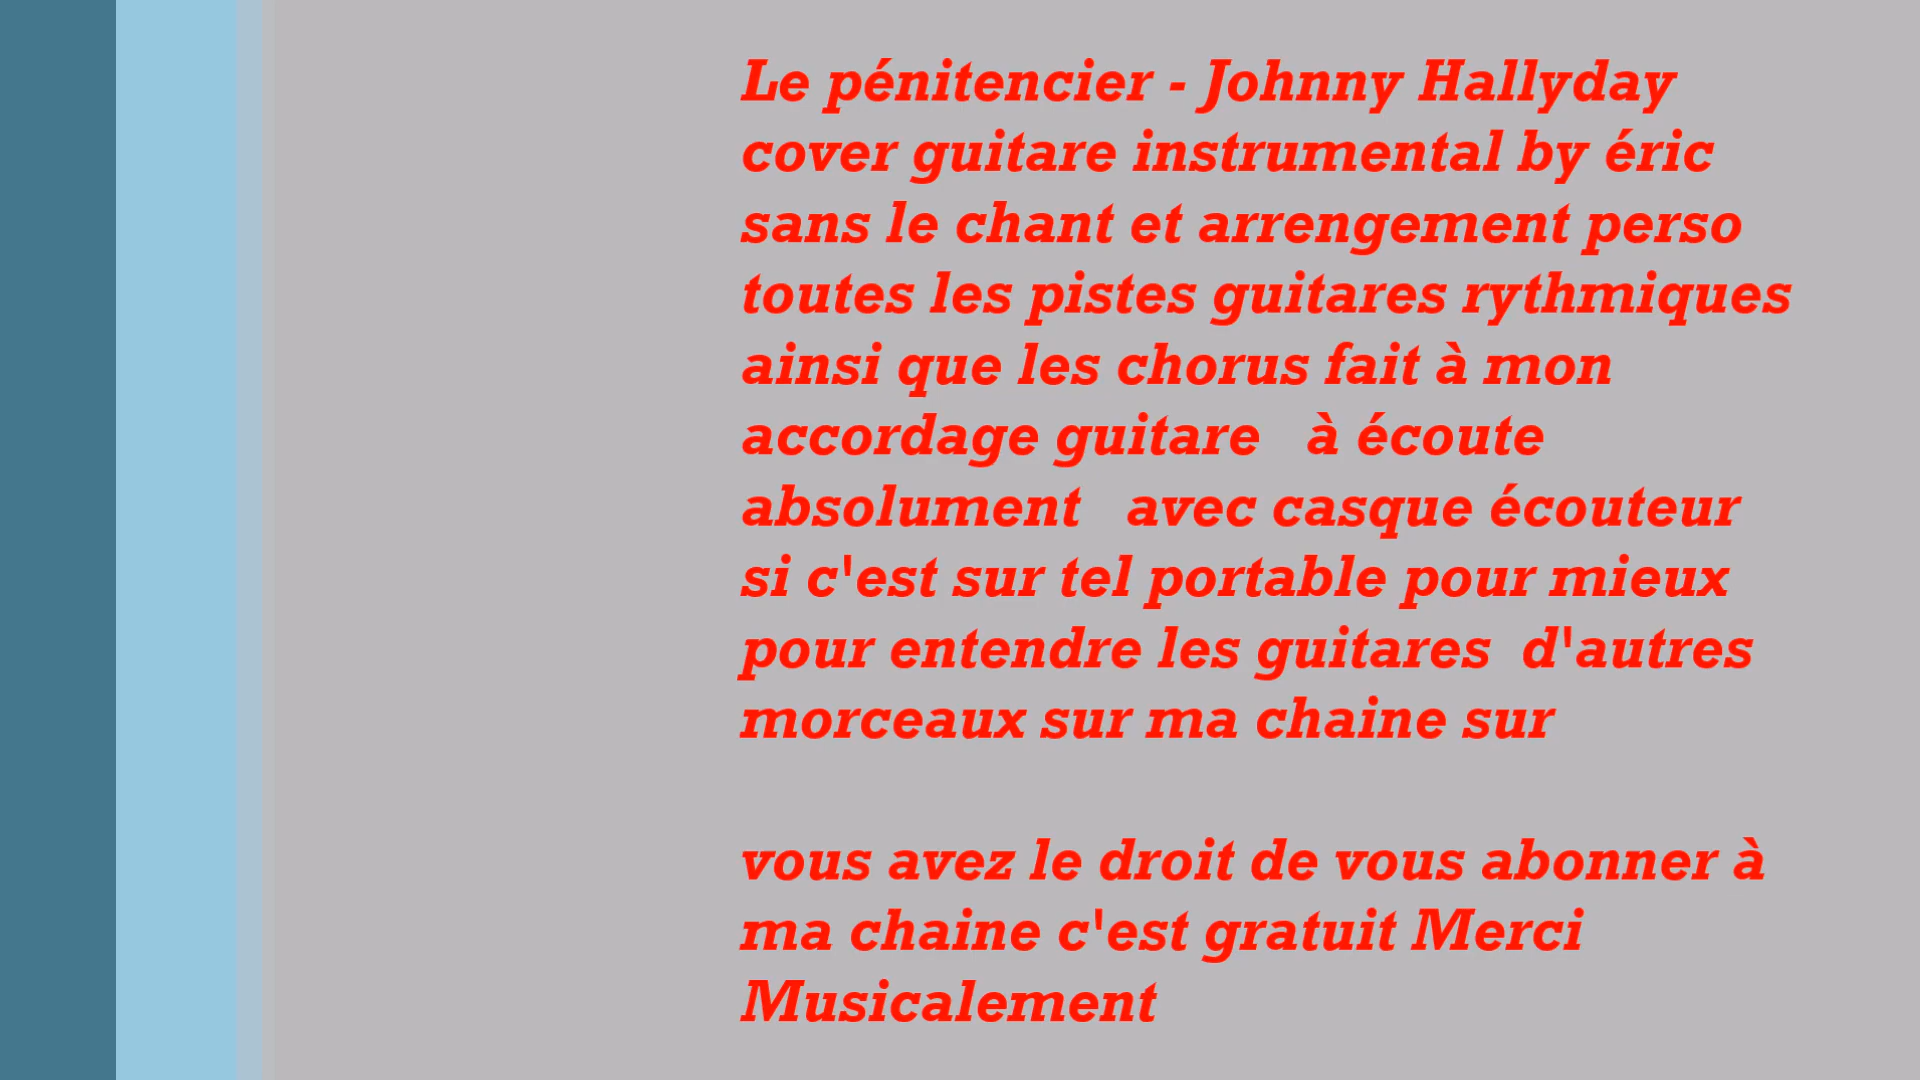 Le pénitencier - Johnny Hallyday
cover guitare instrumental by éric
sans le chant et arrengement perso
toutes les pistes guitares rythmiques
ainsi que les chorus fait à mon
accordage guitare   à écoute
absolument   avec casque écouteur
si c'est sur tel portable pour mieux
pour entendre les guitares  d'autres
morceaux sur ma chaine sur
vous avez le droit de vous abonner à
ma chaine c'est gratuit Merci
Musicalement